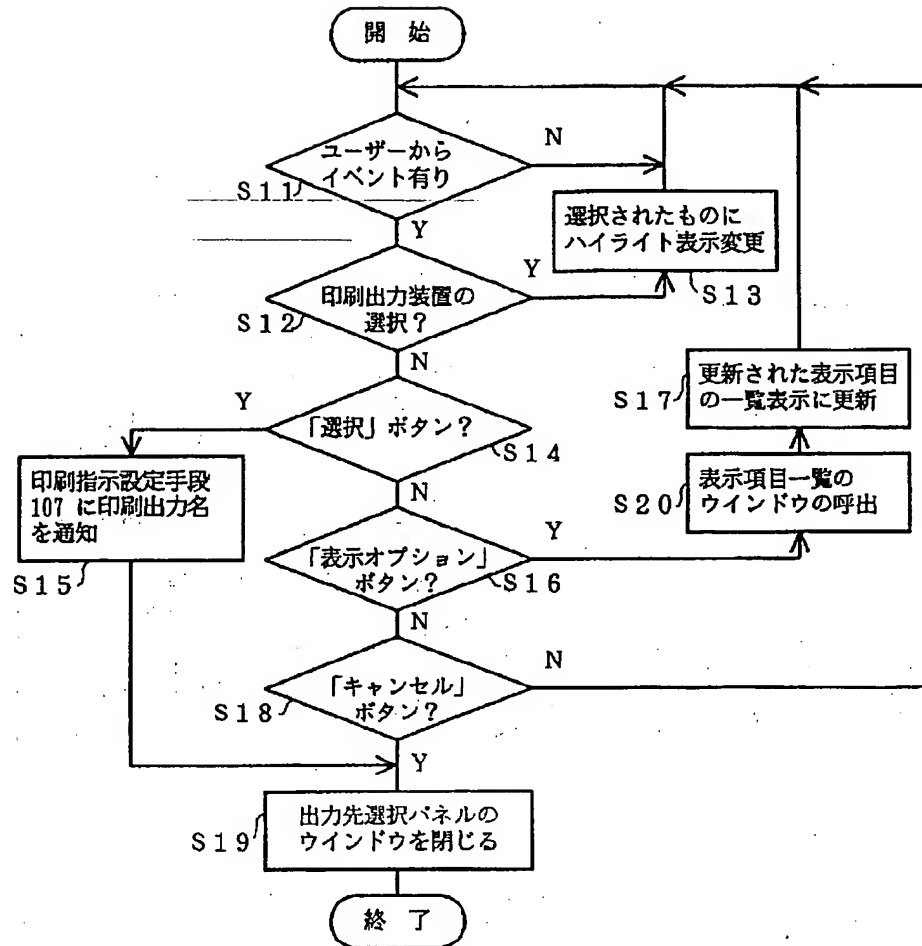 開 始
ユーザーから
イベント有り
N
S11
Y
選択されたものに
ハイライト表示変更
S13
印刷出力装置の
選択?
Y
S12
N
更新された表示項目
の一覧表示に更新
S17
「選択」ボタン?
Y
S14
N
表示項目一覧の
ウインドウの呼出
S20
印刷指示設定手段
107 に印刷出力名
を通知
S15
「表示オプション」
ボタン?
Y
S16
N
「キャンセル」
ボタン?
N
S18
Y
出力先選択パネルの
ウインドウを閉じる
S19
終 了